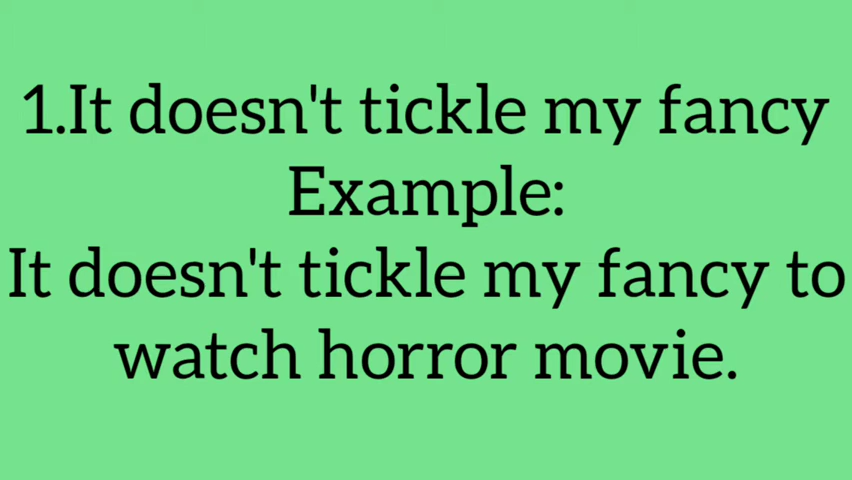 1.It doesn't tickle my fancy
Example:
It doesn't tickle my fancy to
watch horror movie.